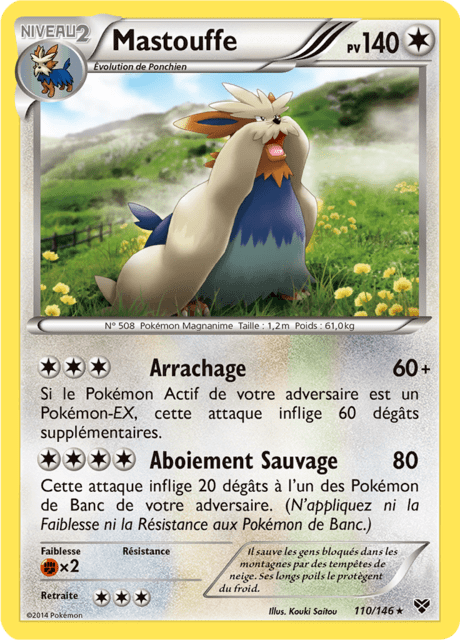 NIVEAU 2
Mastouffe
PV 140
Évolution de Ponchien
N° 508 Pokémon Magnanime Taille : 1,2m Poids : 61,0kg
Arrachage 60+
Si le Pokémon Actif de votre adversaire est un
Pokémon-EX, cette attaque inflige 60 dégâts
supplémentaires.
Aboiement Sauvage 80
Cette attaque inflige 20 dégâts à l'un des Pokémon
de Banc de votre adversaire. (N'appliquez ni la
Faiblesse ni la Résistance aux Pokémon de Banc.)
Faiblesse Résistance
×2
Retraite
Il sauve les gens bloqués dans les
montagnes par des tempêtes de
neige. Ses longs poils le protègent
du froid.
©2014 Pokémon
Illus. Kouki Saitou
110/146 ★
XY